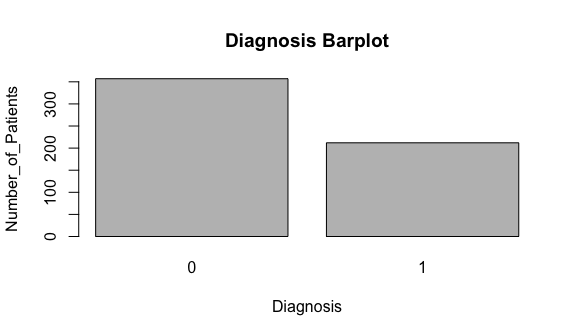 Diagnosis Barplot
Number_of_Patients
300
200
100
0
0 1
Diagnosis